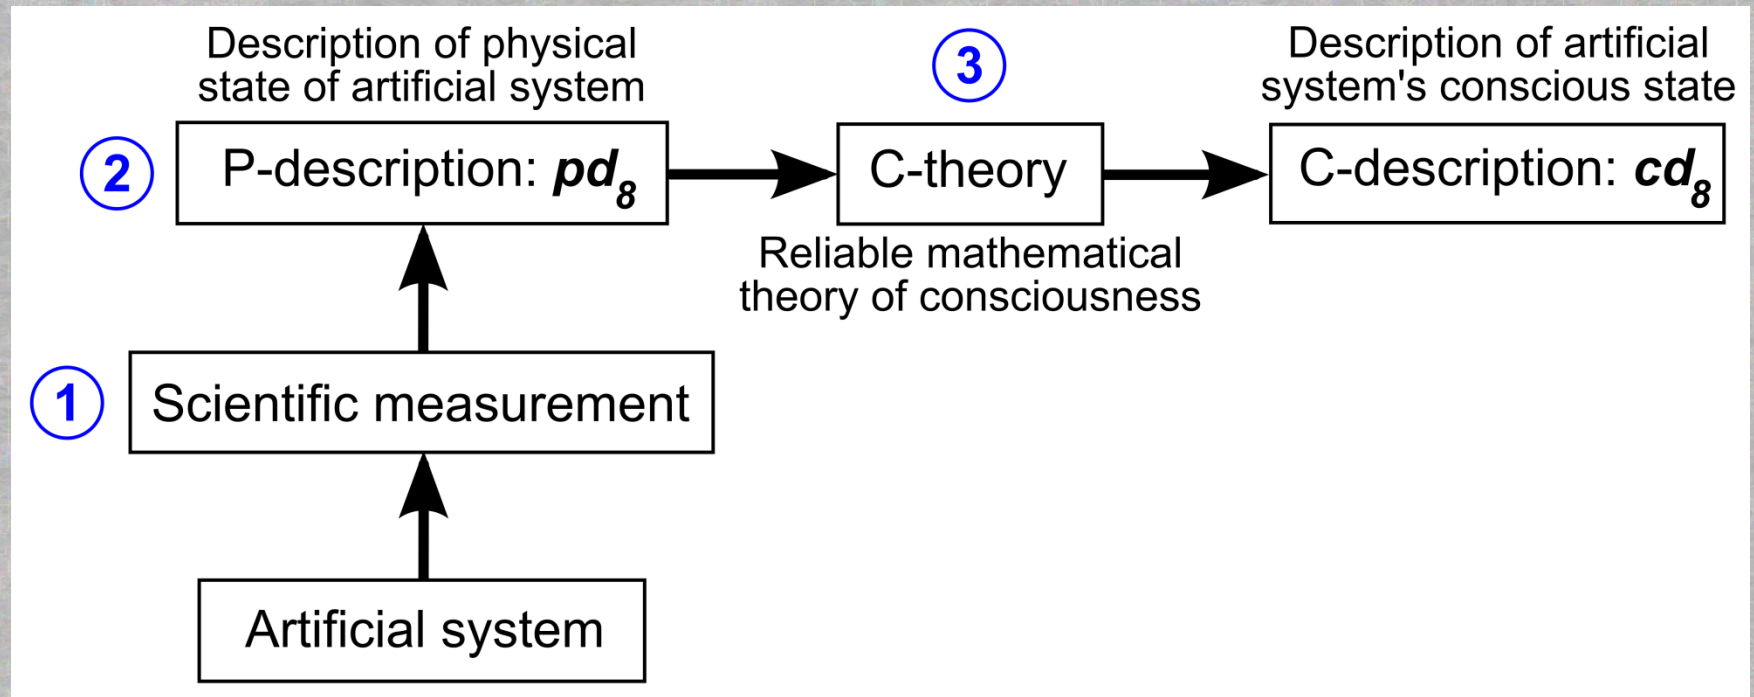 Description of physical
state of artificial system
3
Description of artificial
system's conscious state
2
P-description: pd8
C-theory
C-description: cd8
Reliable mathematical
theory of consciousness
1
Scientific measurement
Artificial system